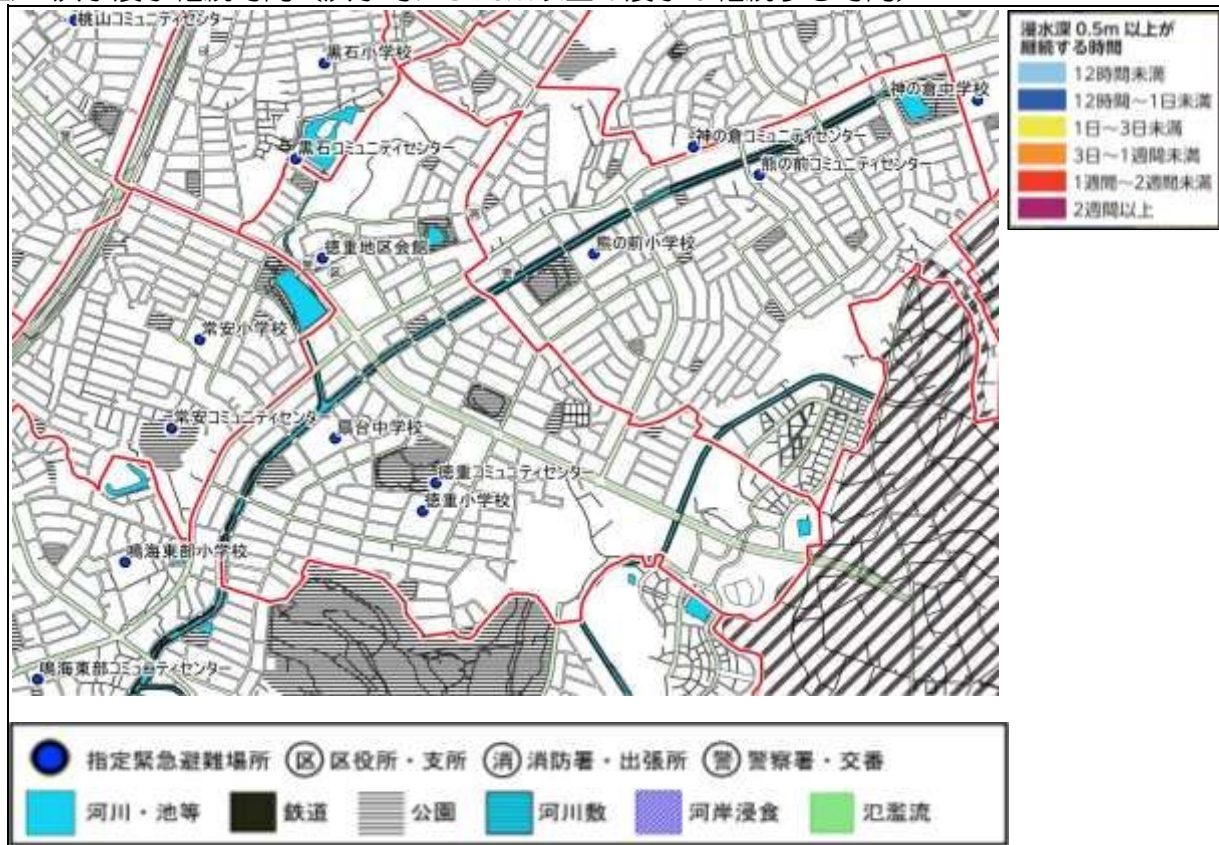 桃山コミュニティセンター
黒石小学校
神の倉中学校
神の倉コミュニティセンター
黒石コミュニティセンター
熊の前コミュニティセンター
徳重地区会館
熊の前小学校
常安小学校
常安コミュニティセンタ
扇台中学校
徳重コミュニティセンター
徳重小学校
鳴海東部小学校
鳴海東部コミュニティセンター
浸水深 0.5m 以上が
継続する時間
12時間未満
12時間～1日未満
1日～3日未満
3日～1週間未満
1週間～2週間未満
2週間以上
指定緊急避難場所 区 区役所・支所 消 消防署・出張所 警 警察署・交番
河川・池等 鉄道 公園 河川敷 河岸浸食 氾濫流